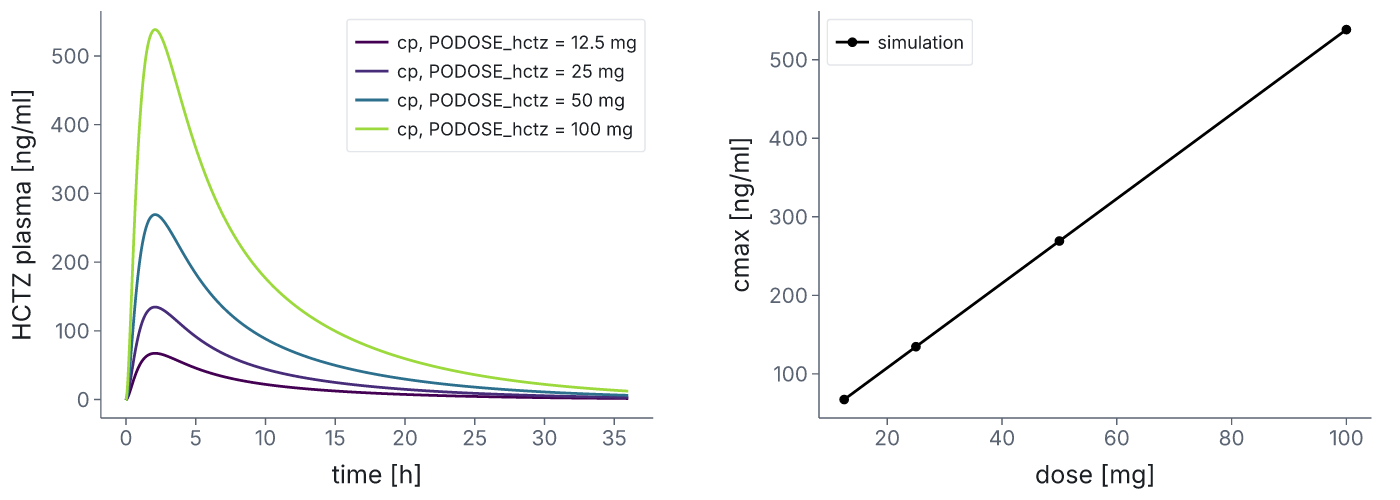 HCTZ plasma [ng/ml]
500
400
300
200
100
0
0 5 10 15 20 25 30 35
time [h]
cp, PODOSE_hctz = 12.5 mg
cp, PODOSE_hctz = 25 mg
cp, PODOSE_hctz = 50 mg
cp, PODOSE_hctz = 100 mg
cmax [ng/ml]
500
400
300
200
100
20 40 60 80 100
dose [mg]
simulation